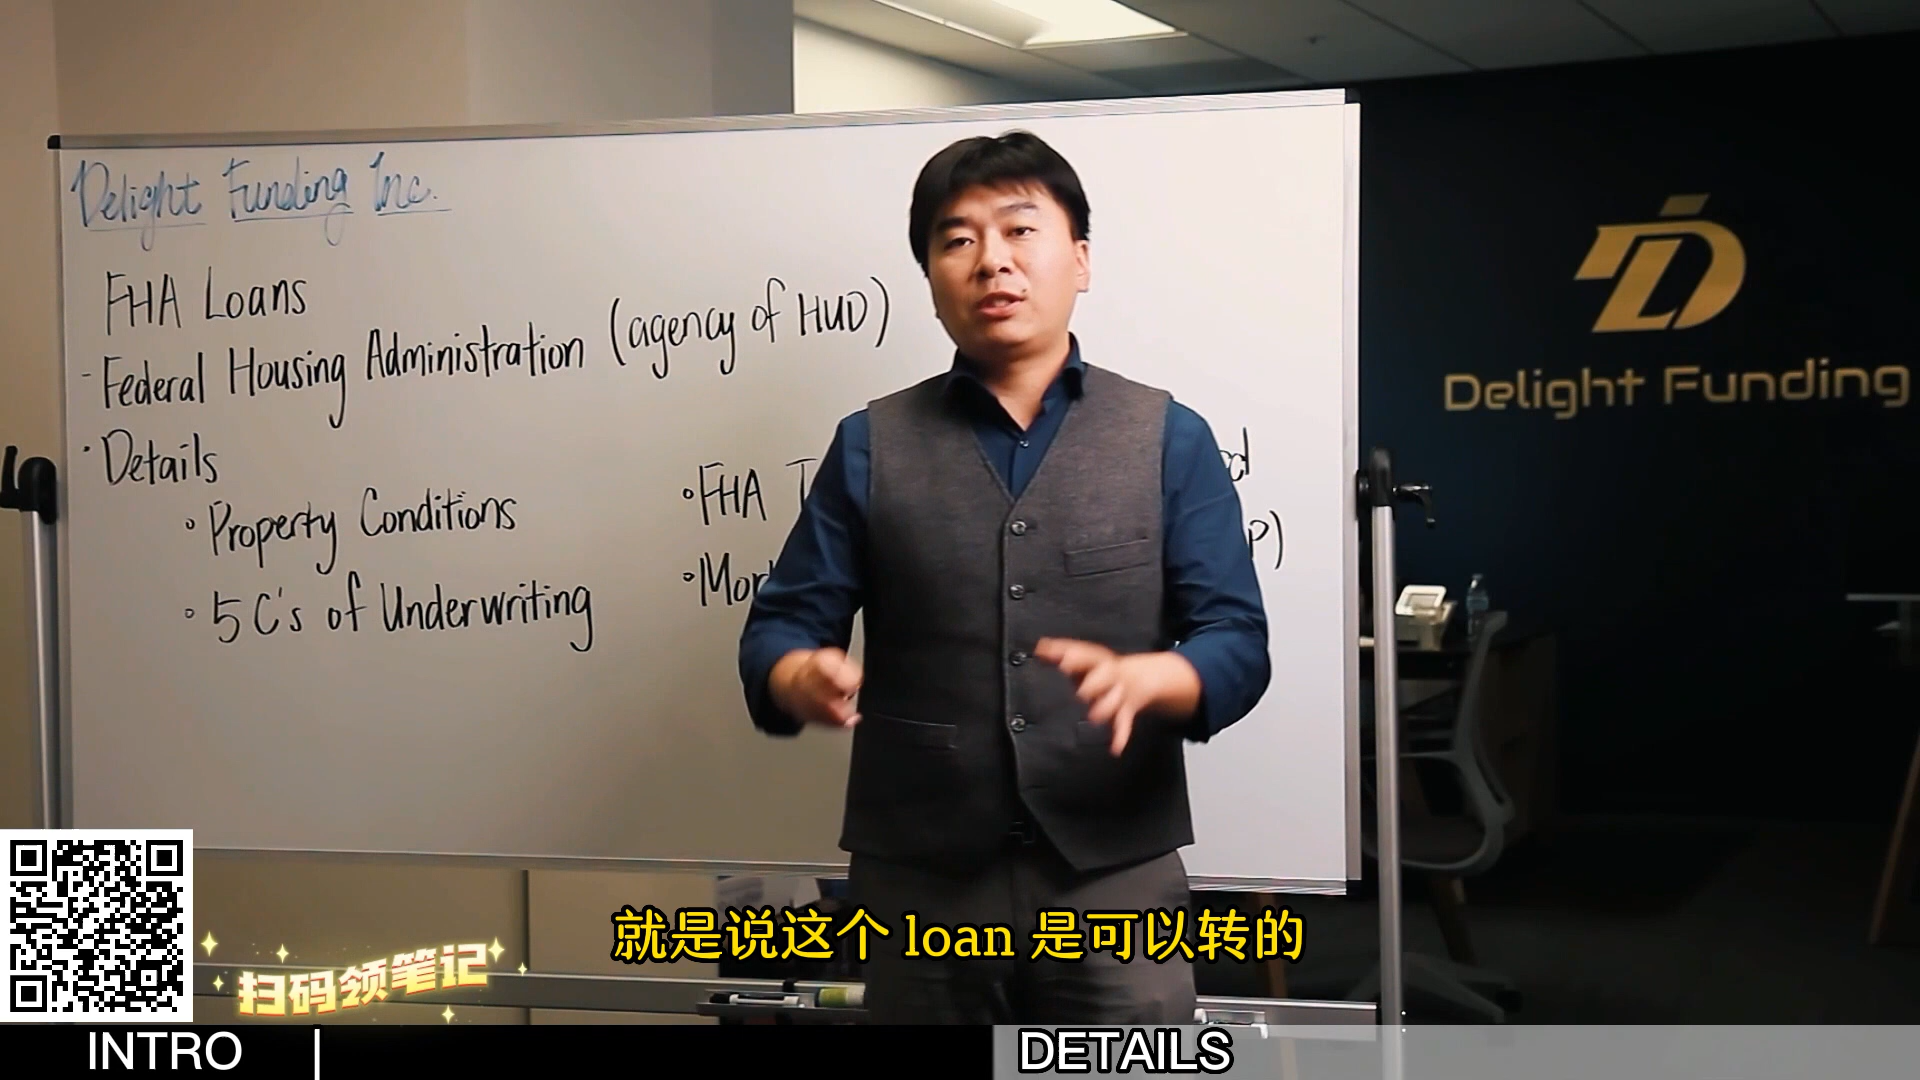 Delight Funding Inc.
FHA Loans
- Federal Housing Administration (agency of HUD)
· Details
◦ Property Conditions
◦ 5 C's of Underwriting
◦ FHA
◦
P)
Delight Funding
就是说这个 loan 是可以转的
扫码领笔记
INTRO
DETAILS